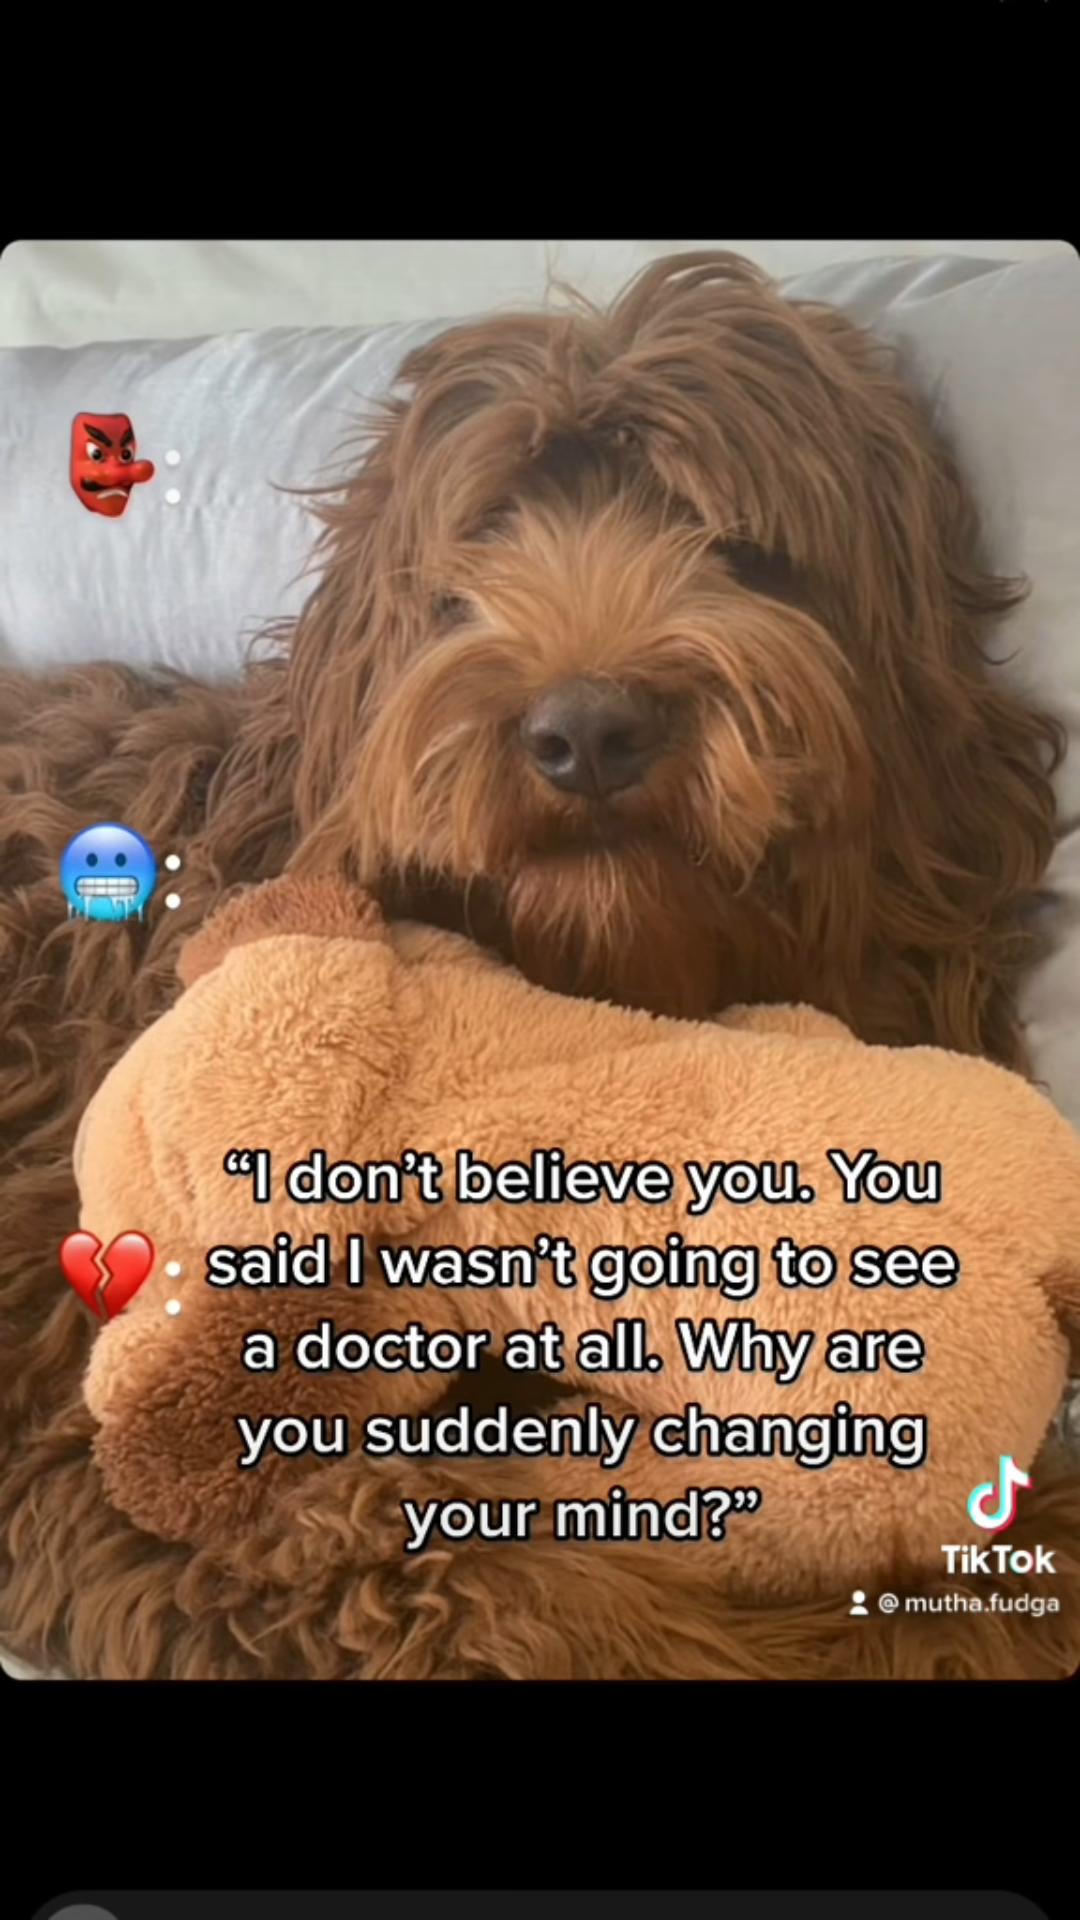 :
:
“I don’t believe you. You
: said I wasn’t going to see
a doctor at all. Why are
you suddenly changing
your mind?”
TikTok
@mutha.fudga